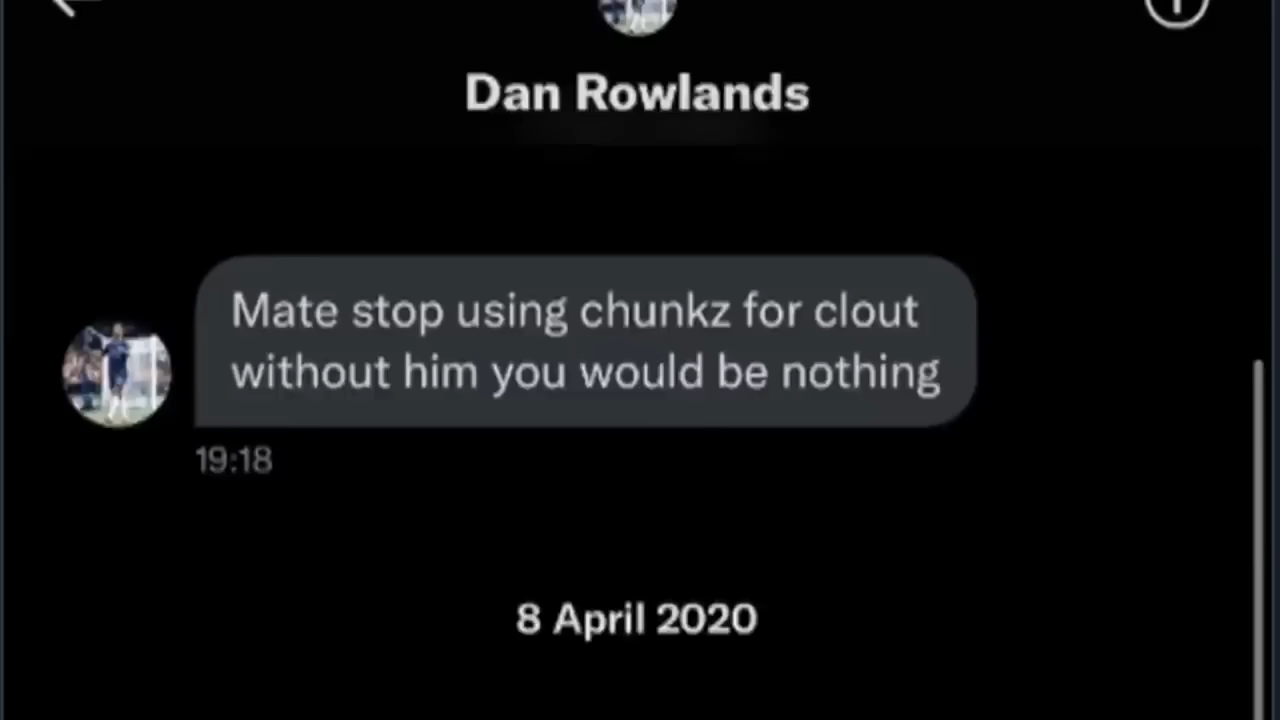 Dan Rowlands
Mate stop using chunkz for clout
without him you would be nothing
19:18
8 April 2020